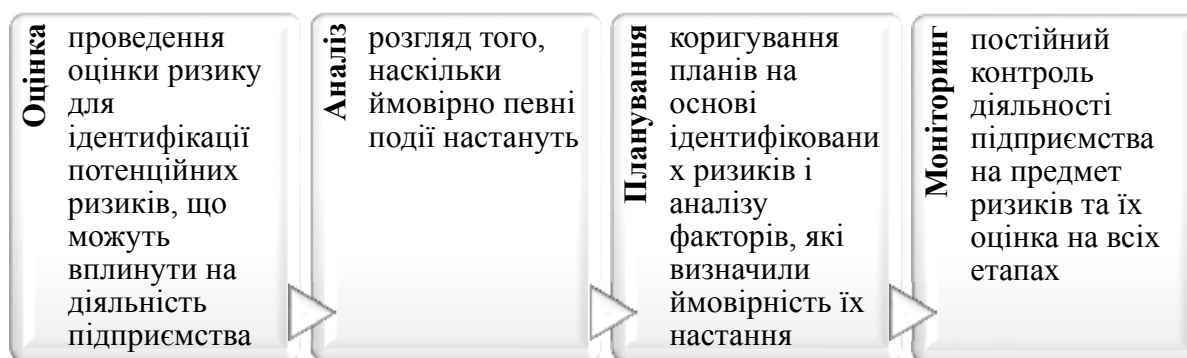 Оцінка
проведення
оцінки ризику
для
ідентифікації
потенційних
ризиків, що
можуть
вплинути на
діяльність
підприємства
Аналіз
розгляд того,
наскільки
ймовірно певні
події настануть
Планування
коригування
планів на
основі
ідентифіковани
х ризиків і
аналізу
факторів, які
визначили
ймовірність їх
настання
Моніторинг
постійний
контроль
діяльності
підприємства
на предмет
ризиків та їх
оцінка на всіх
етапах